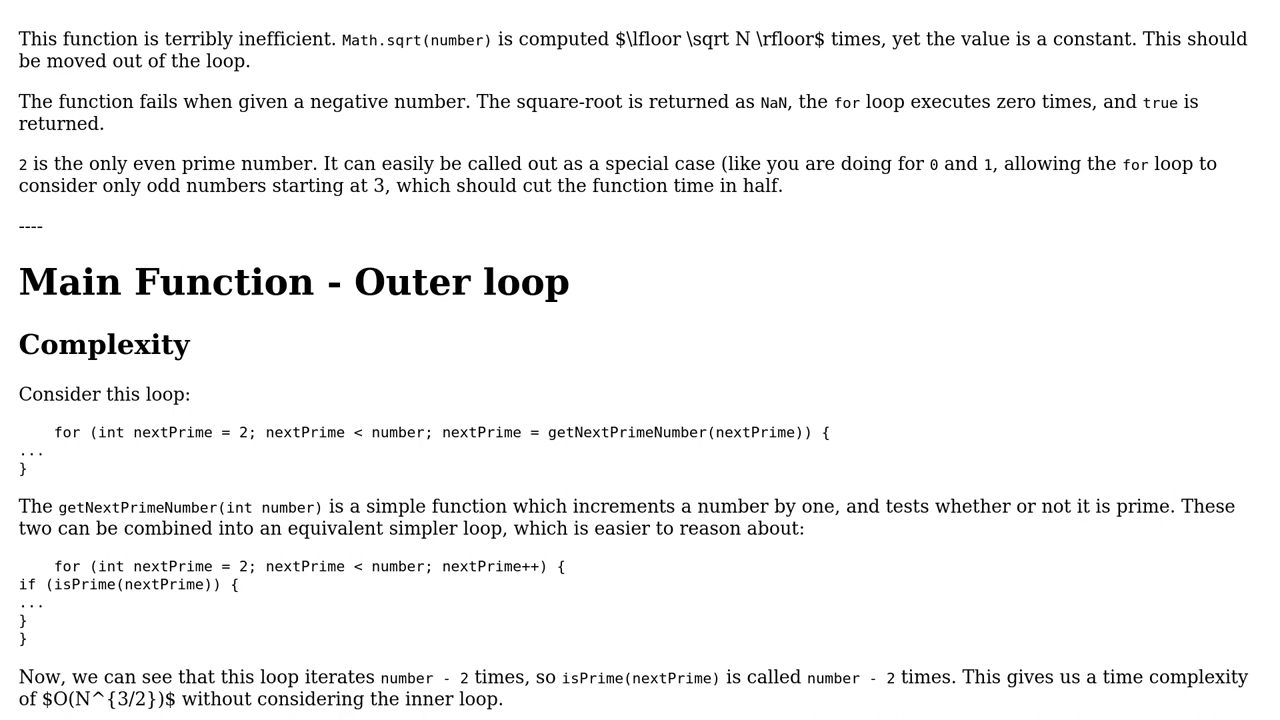 This function is terribly inefficient. Math.sqrt(number) is computed $\lfloor \sqrt N \rfloor$ times, yet the value is a constant. This should
be moved out of the loop.
The function fails when given a negative number. The square-root is returned as NaN, the for loop executes zero times, and true is
returned.
2 is the only even prime number. It can easily be called out as a special case (like you are doing for 0 and 1, allowing the for loop to
consider only odd numbers starting at 3, which should cut the function time in half.
----
Main Function - Outer loop
Complexity
Consider this loop:
    for (int nextPrime = 2; nextPrime < number; nextPrime = getNextPrimeNumber(nextPrime)) {
...
}
The getNextPrimeNumber(int number) is a simple function which increments a number by one, and tests whether or not it is prime. These
two can be combined into an equivalent simpler loop, which is easier to reason about:
    for (int nextPrime = 2; nextPrime < number; nextPrime++) {
if (isPrime(nextPrime)) {
...
}
}
Now, we can see that this loop iterates number - 2 times, so isPrime(nextPrime) is called number - 2 times. This gives us a time complexity
of $O(N^{3/2})$ without considering the inner loop.